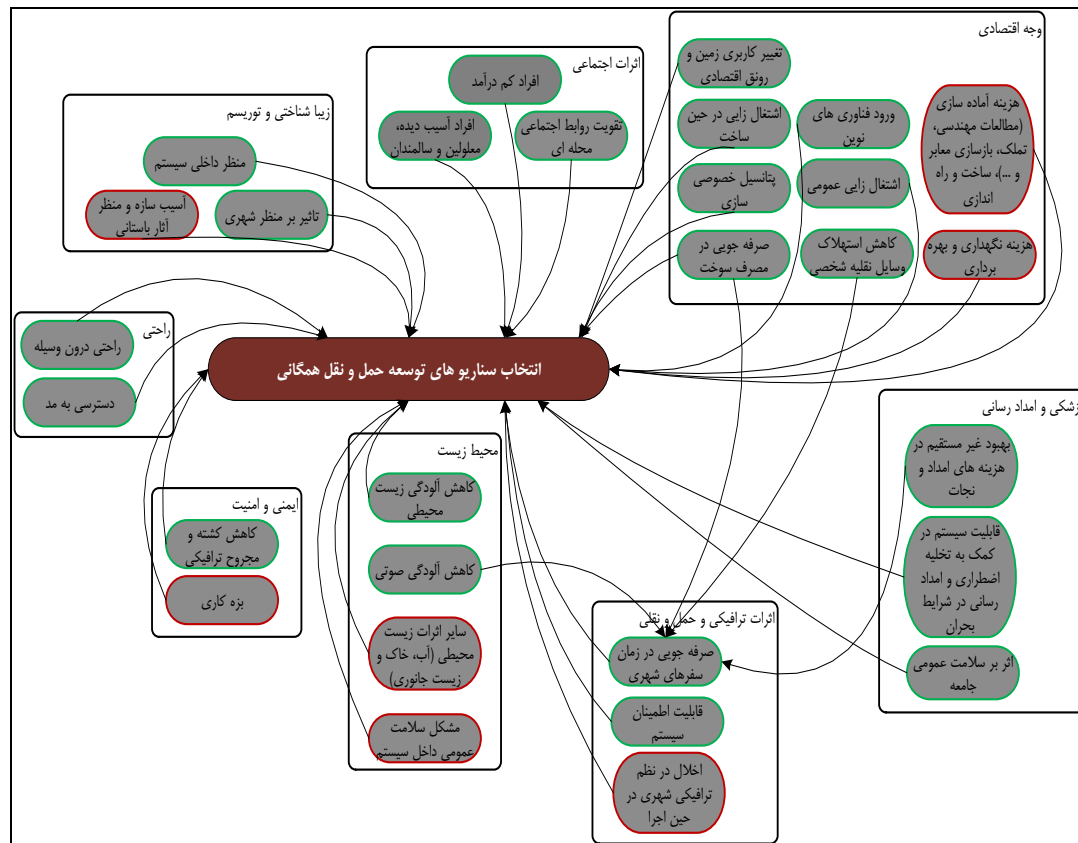 وجه اقتصادی
تغییر کاربری زمین و
رونق اقتصادی
اشتغال زایی در حین
ساخت
پتانسیل خصوصی
سازی
صرفه جویی در
مصرف سوخت
ورود فناوری های
نوین
اشتغال زایی عمومی
کاهش استهلاک
وسایل نقلیه شخصی
هزینه آماده سازی
(مطالعات مهندسی،
تملک، بازسازی معابر
و ...)، ساخت و راه
اندازی
هزینه نگهداری و بهره
برداری
اثرات اجتماعی
افراد کم درآمد
افراد آسیب دیده،
معلولین و سالمندان
تقویت روابط اجتماعی
محله ای
زیبا شناختی و توریسم
منظر داخلی سیستم
آسیب سازه و منظر
آثار باستانی
تاثیر بر منظر شهری
راحتی
راحتی درون وسیله
دسترسی به مد
انتخاب سناریو های توسعه حمل و نقل همگانی
ایمنی و امنیت
کاهش کشته و
مجروح ترافیکی
بزه کاری
محیط زیست
کاهش آلودگی زیست
محیطی
کاهش آلودگی صوتی
سایر اثرات زیست
محیطی (آب، خاک و
زیست جانوری)
مشکل سلامت
عمومی داخل سیستم
اثرات ترافیکی و حمل و نقلی
صرفه جویی در زمان
سفرهای شهری
قابلیت اطمینان
سیستم
اخلال در نظم
ترافیکی شهری در
حین اجرا
پزشکی و امداد رسانی
بهبود غیر مستقیم در
هزینه های امداد و
نجات
قابلیت سیستم در
کمک به تخلیه
اضطراری و امداد
رسانی در شرایط
بحران
اثر بر سلامت عمومی
جامعه